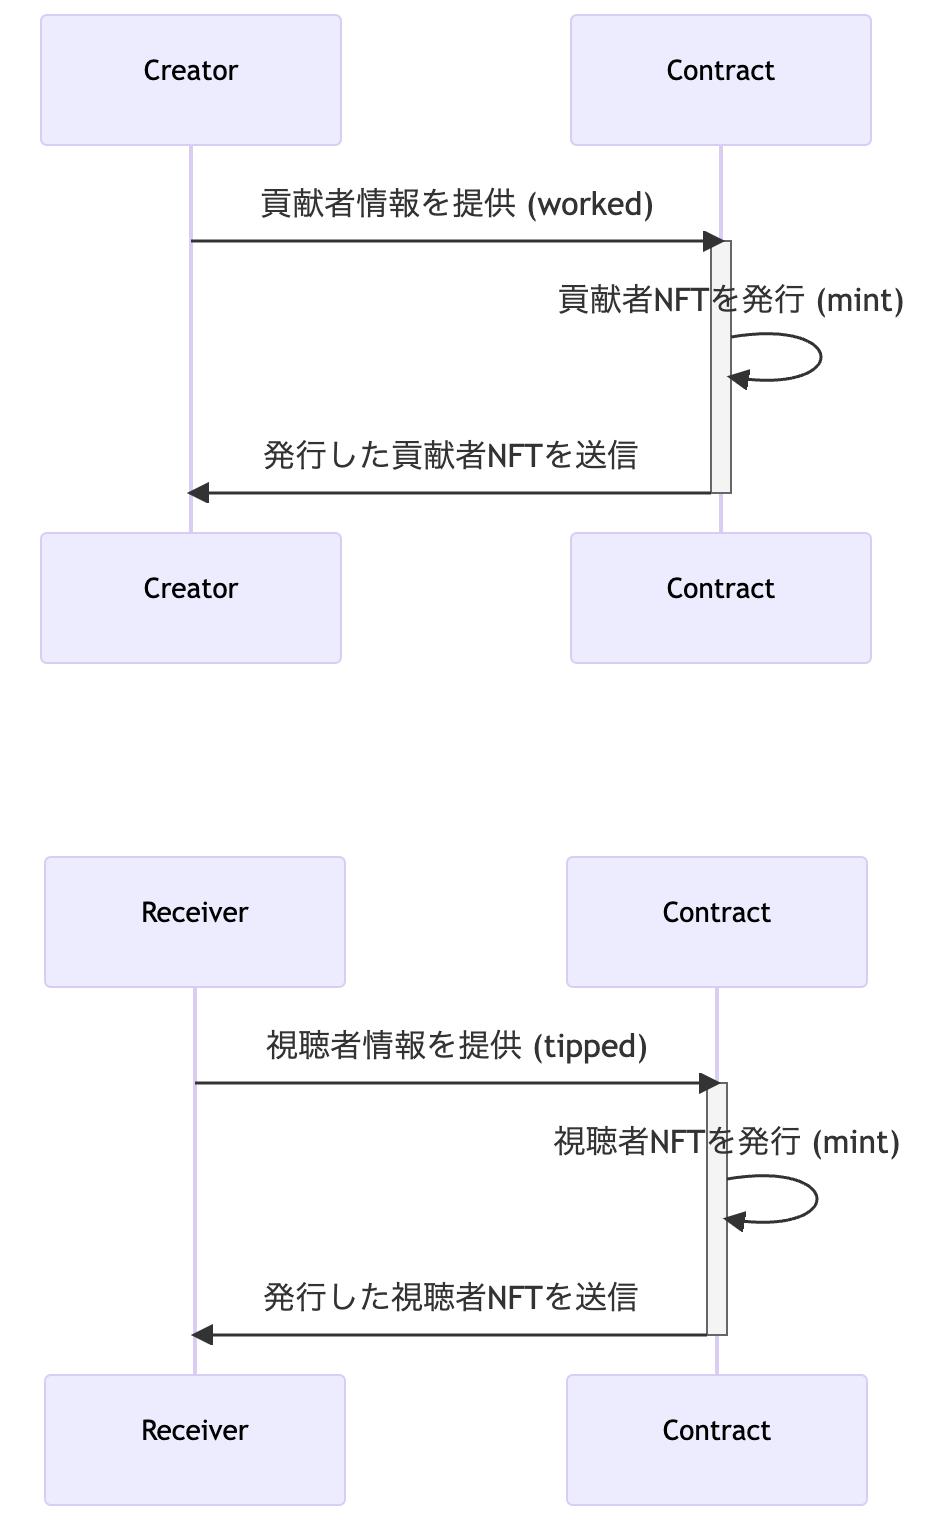 Creator
Contract
貢献者情報を提供 (worked)
貢献者NFTを発行 (mint)
発行した貢献者NFTを送信
Creator
Contract
Receiver
Contract
視聴者情報を提供 (tipped)
視聴者NFTを発行 (mint)
発行した視聴者NFTを送信
Receiver
Contract